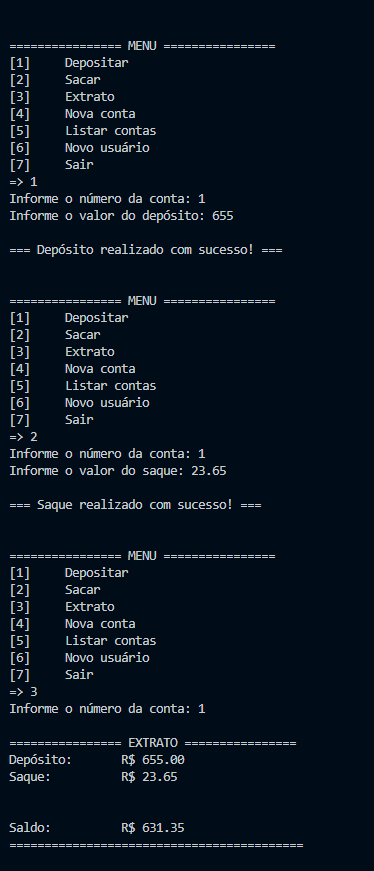 ================ MENU ================
[1]     Depositar
[2]     Sacar
[3]     Extrato
[4]     Nova conta
[5]     Listar contas
[6]     Novo usuário
[7]     Sair
=> 1
Informe o número da conta: 1
Informe o valor do depósito: 655
=== Depósito realizado com sucesso! ===
================ MENU ================
[1]     Depositar
[2]     Sacar
[3]     Extrato
[4]     Nova conta
[5]     Listar contas
[6]     Novo usuário
[7]     Sair
=> 2
Informe o número da conta: 1
Informe o valor do saque: 23.65
=== Saque realizado com sucesso! ===
================ MENU ================
[1]     Depositar
[2]     Sacar
[3]     Extrato
[4]     Nova conta
[5]     Listar contas
[6]     Novo usuário
[7]     Sair
=> 3
Informe o número da conta: 1
================ EXTRATO ================
Depósito:       R$ 655.00
Saque:          R$ 23.65
Saldo:          R$ 631.35
==========================================